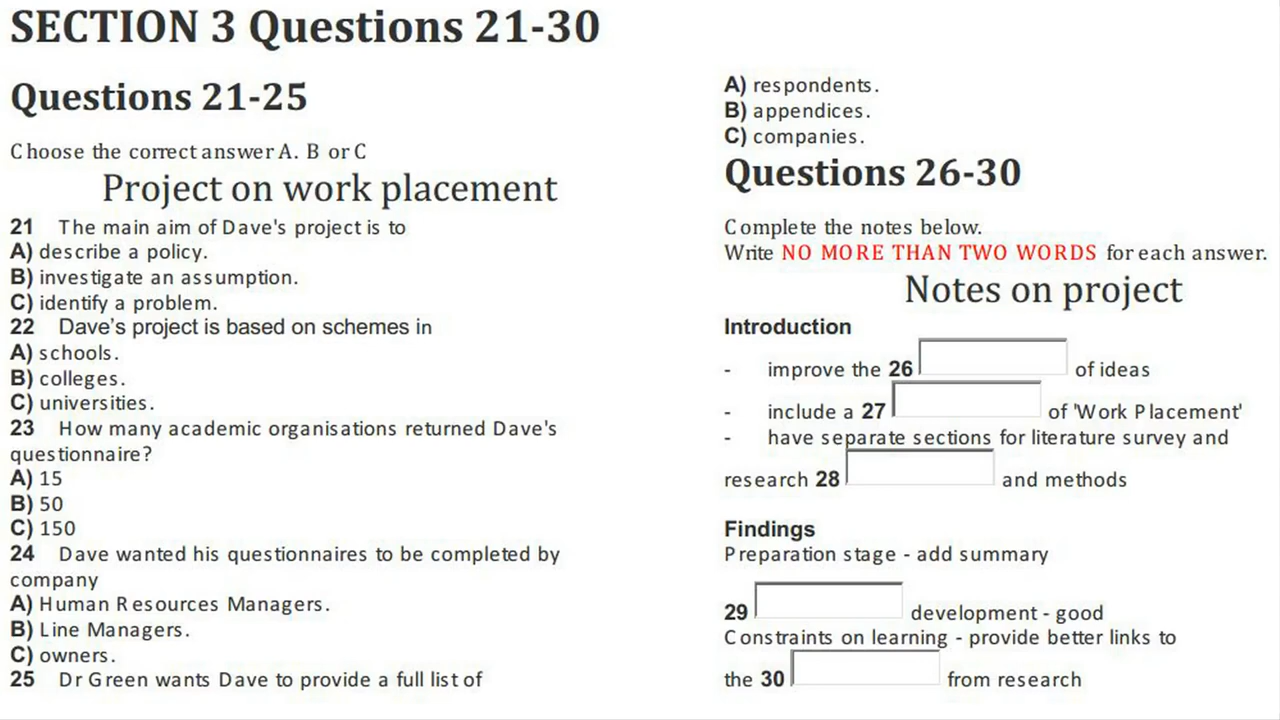 SECTION 3 Questions 21-30
Questions 21-25
Choose the correct answer A. B or C
Project on work placement
21 The main aim of Dave's project is to
A) describe a policy.
B) investigate an assumption.
C) identify a problem.
22 Dave's project is based on schemes in
A) schools.
B) colleges.
C) universities.
23 How many academic organisations returned Dave's
questionnaire?
A) 15
B) 50
C) 150
24 Dave wanted his questionnaires to be completed by
company
A) Human Resources Managers.
B) Line Managers.
C) owners.
25 Dr Green wants Dave to provide a full list of
A) respondents.
B) appendices.
C) companies.
Questions 26-30
Complete the notes below.
Write NO MORE THAN TWO WORDS for each answer.
Notes on project
Introduction
- improve the 26 of ideas
- include a 27 of 'Work Placement'
- have separate sections for literature survey and
research 28 and methods
Findings
Preparation stage - add summary
29 development - good
Constraints on learning - provide better links to
the 30 from research